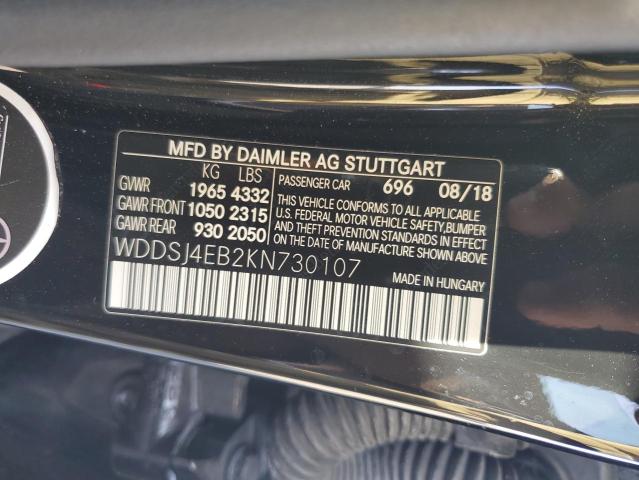 MFD BY DAIMLER AG STUTTGART
KG LBS
GVWR 1965 4332
GAWR FRONT 1050 2315
GAWR REAR 930 2050
PASSENGER CAR 696 08/18
THIS VEHICLE CONFORMS TO ALL APPLICABLE
U.S. FEDERAL MOTOR VEHICLE SAFETY,BUMPER
AND THEFT PREVENTION STANDARDS IN EFFECT
ON THE DATE OF MANUFACTURE SHOWN ABOVE
WDDSJ4EB2KN730107
MADE IN HUNGARY